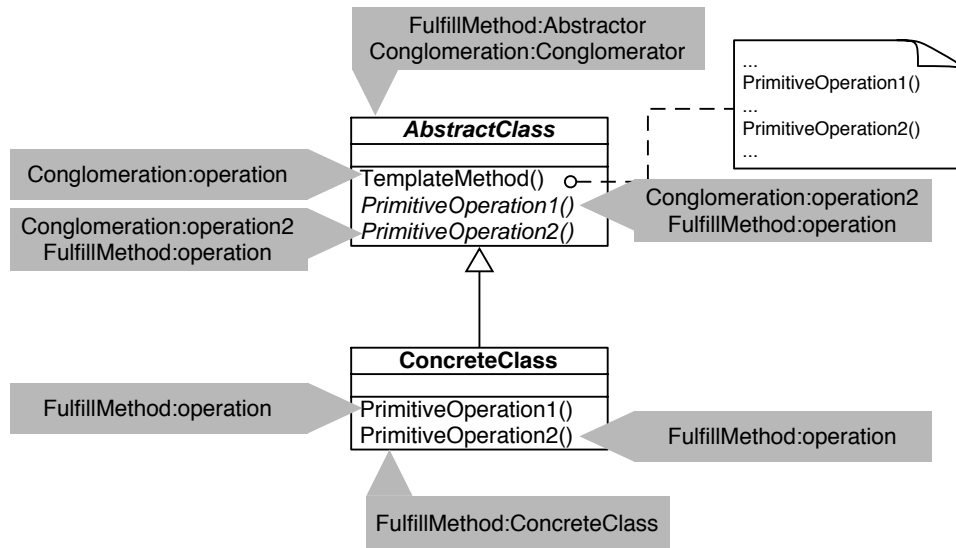 FulfillMethod:Abstractor
Conglomeration:Conglomerator
...
PrimitiveOperation1()
...
PrimitiveOperation2()
...
AbstractClass
Conglomeration:operation
TemplateMethod()
PrimitiveOperation1()
PrimitiveOperation2()
Conglomeration:operation2
FulfillMethod:operation
Conglomeration:operation2
FulfillMethod:operation
ConcreteClass
FulfillMethod:operation
PrimitiveOperation1()
PrimitiveOperation2()
FulfillMethod:operation
FulfillMethod:ConcreteClass